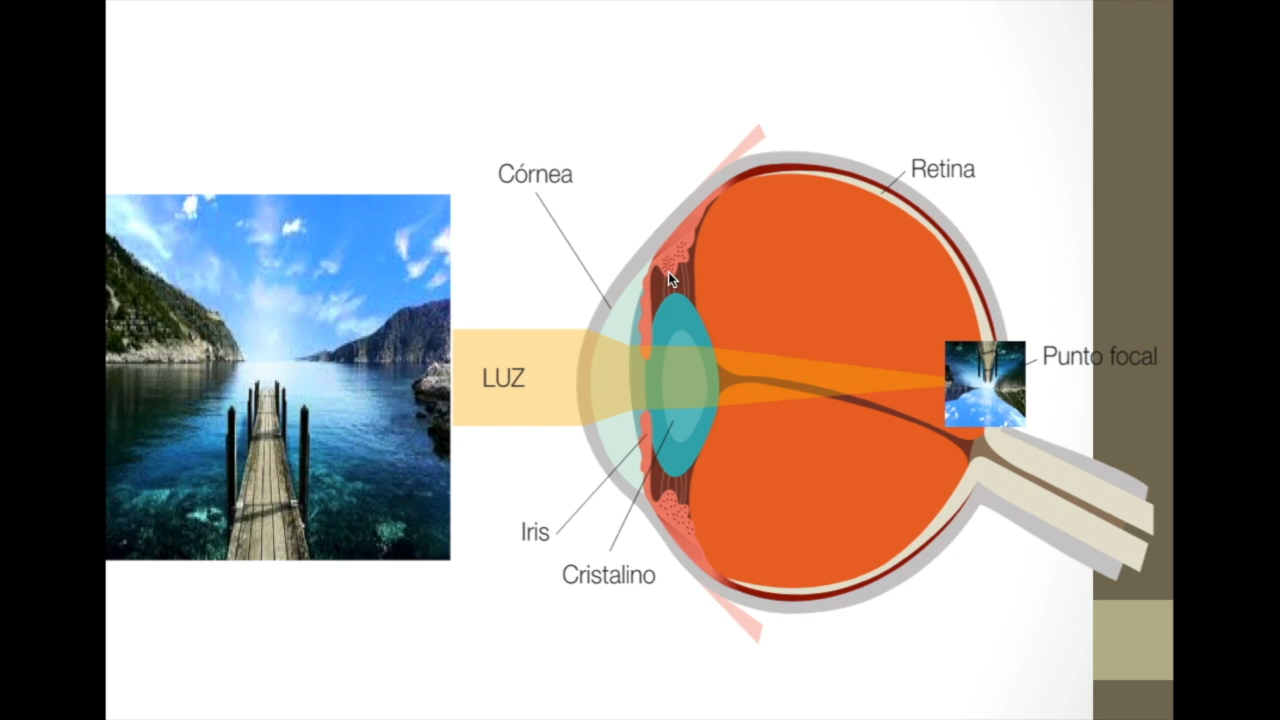 Córnea
Retina
Punto focal
LUZ
Iris
Cristalino